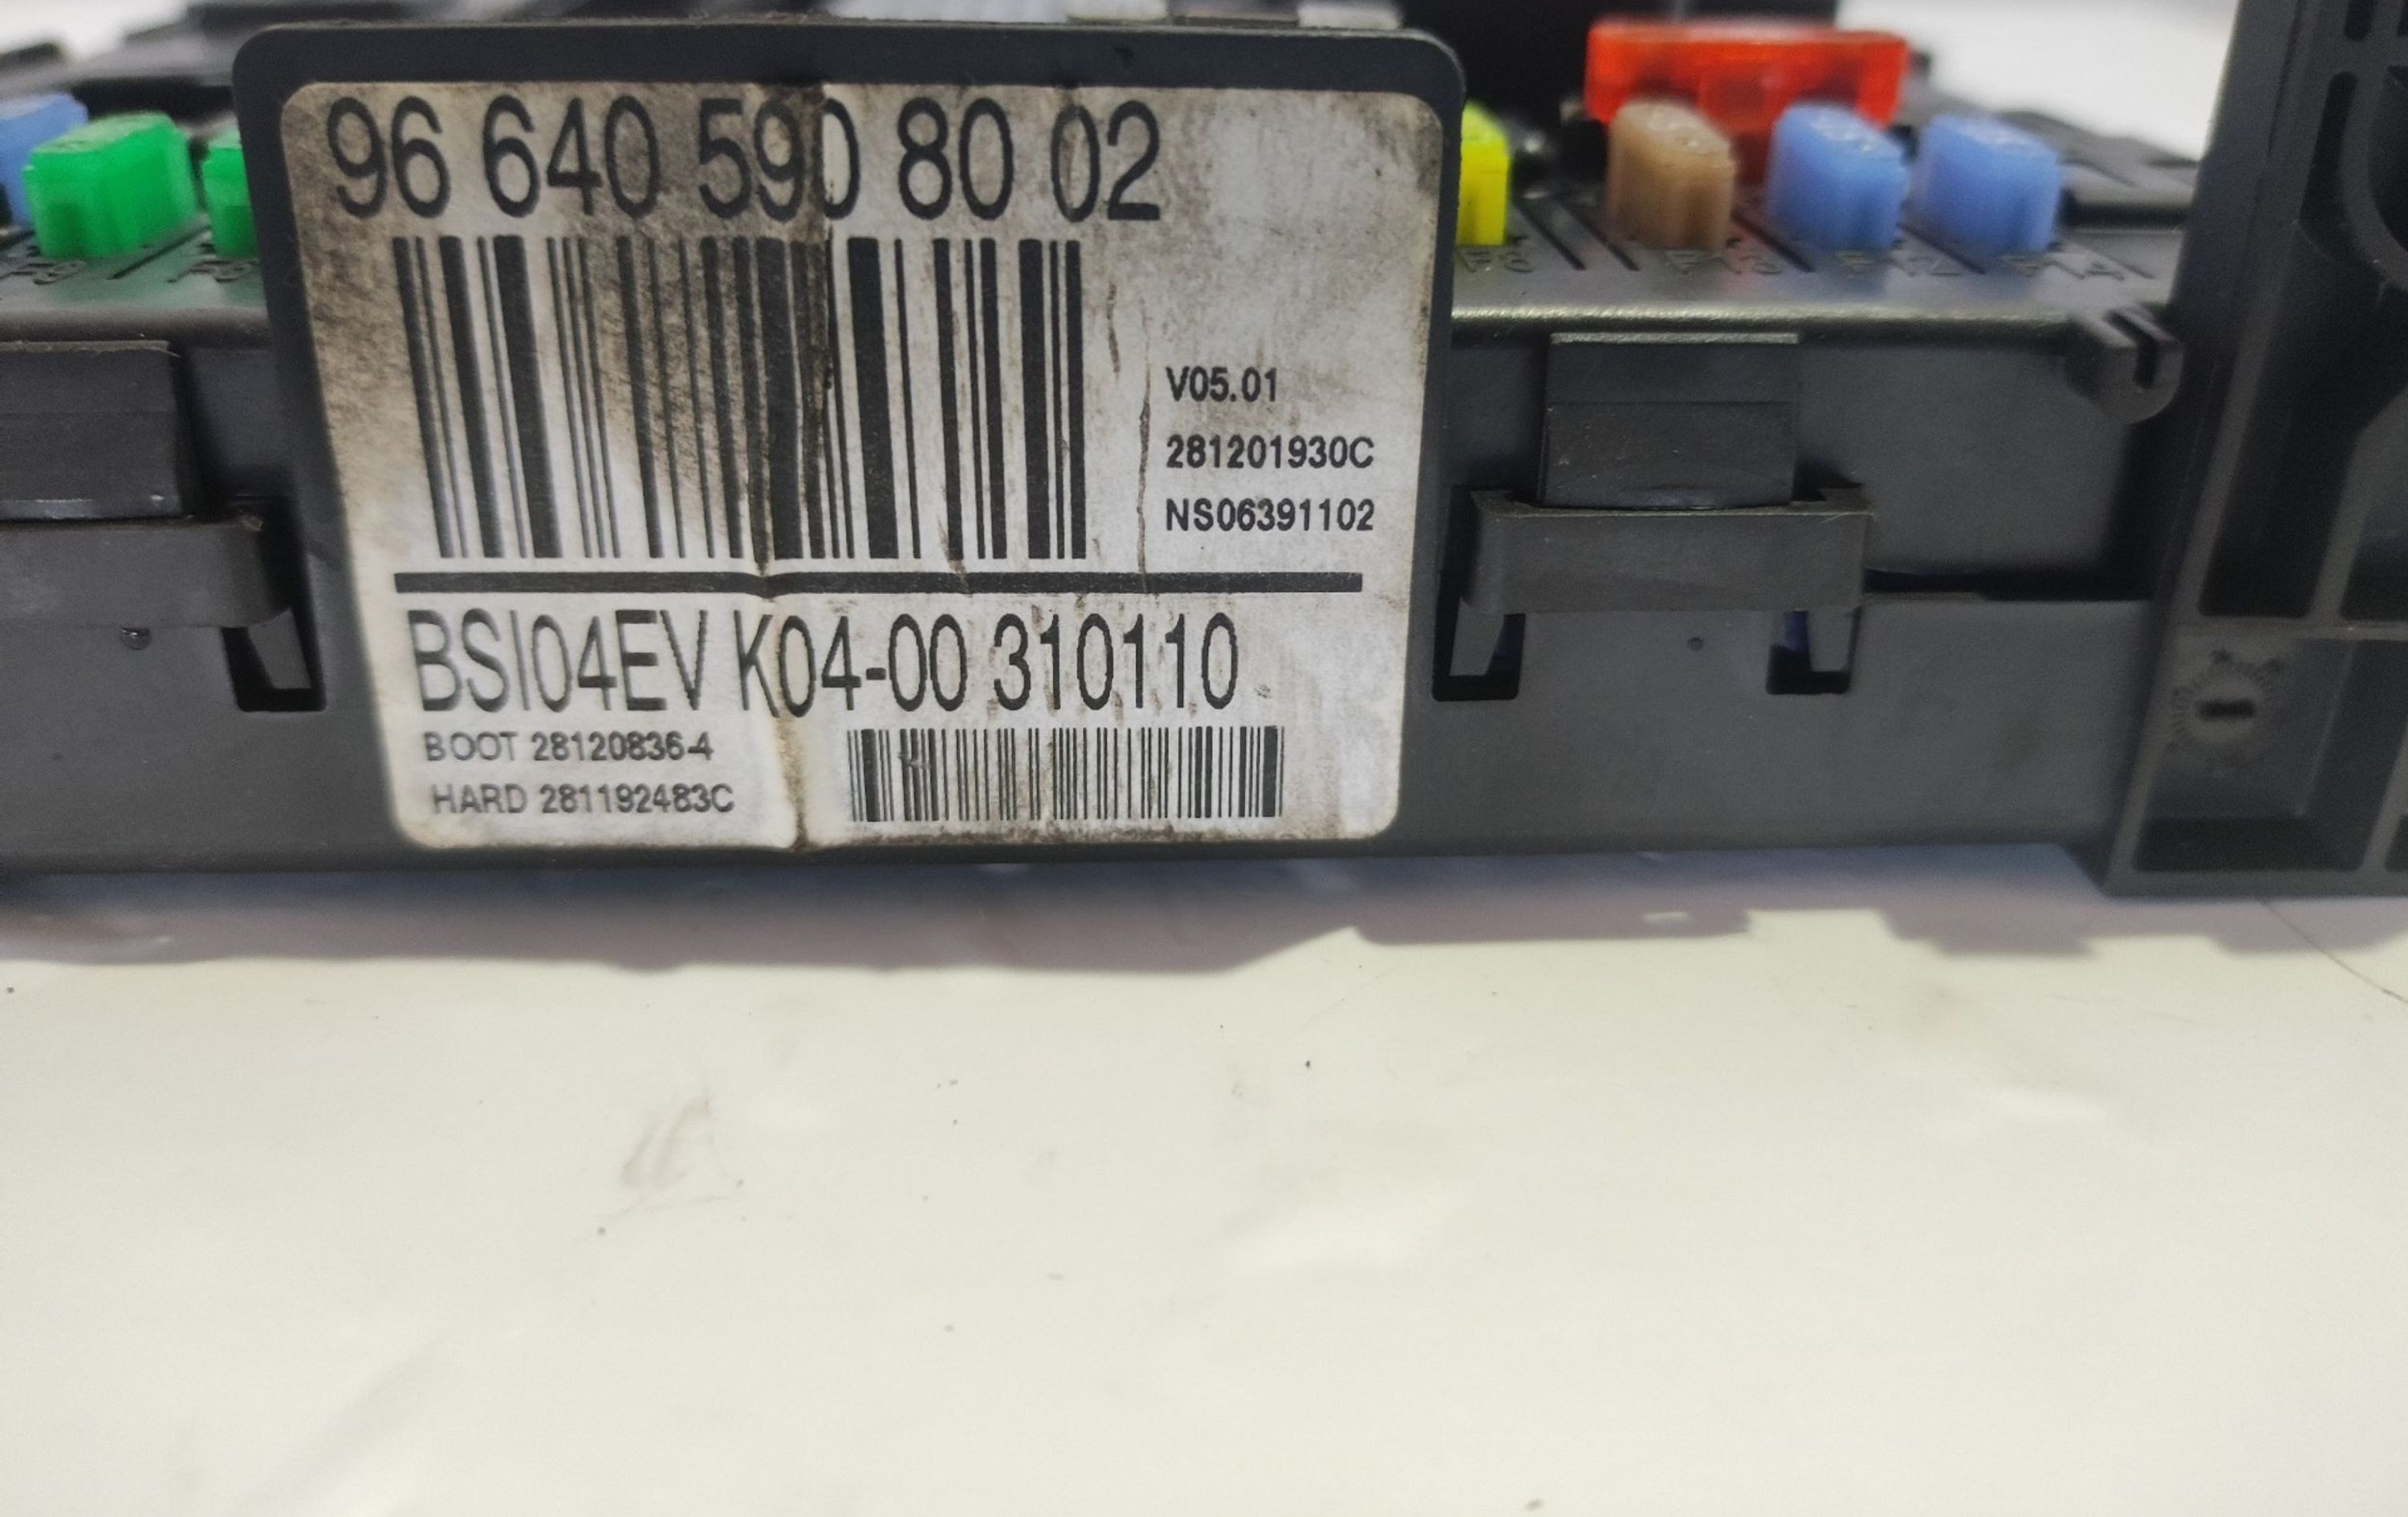 96 640 590 80 02
V05.01
281201930C
NS06391102
BSI04EV K04-00 310110
BOOT 28120836-4
HARD 281192483C